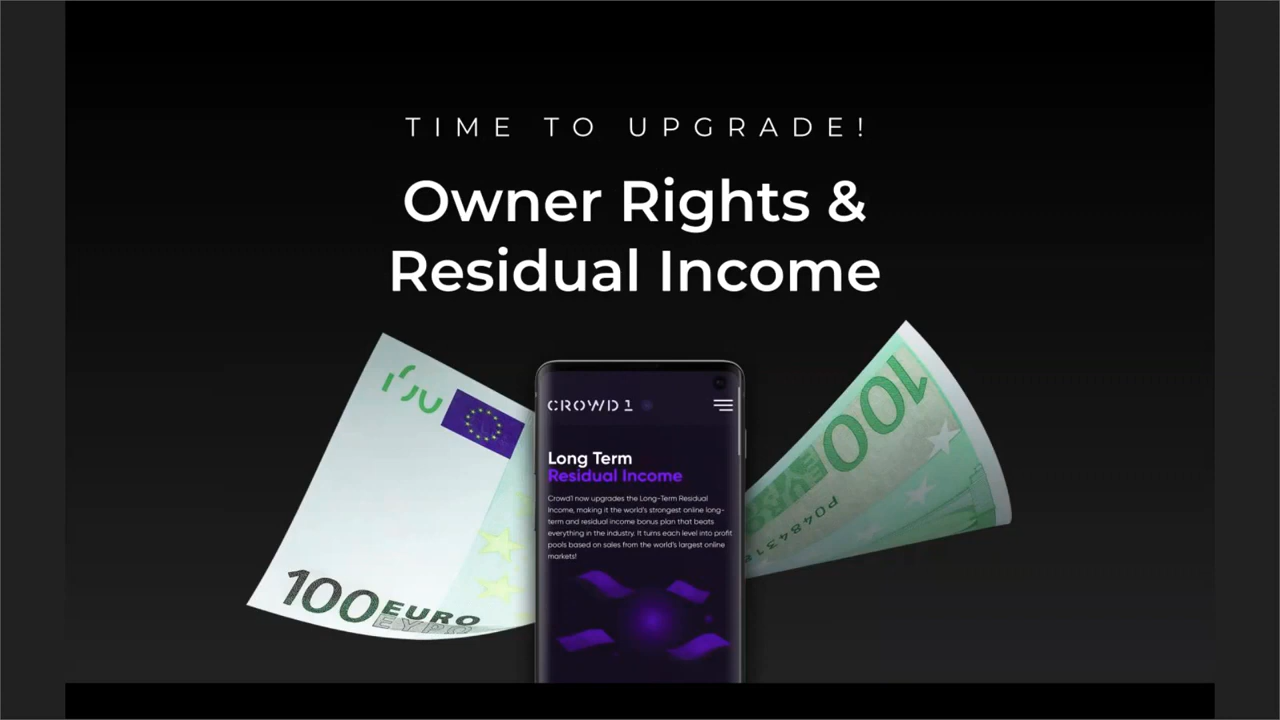 TIME TO UPGRADE!
Owner Rights &
Residual Income
CROWD1
Long Term
Residual Income
Crowd1 now upgrades the Long-Term Residual
Income, making it the world's strongest online long-
term and residual income bonus plan that beats
everything in the industry. It turns each level into profit
pools based on sales from the world's largest online
markets!
100 EURO
ΕΥΡΩ
100